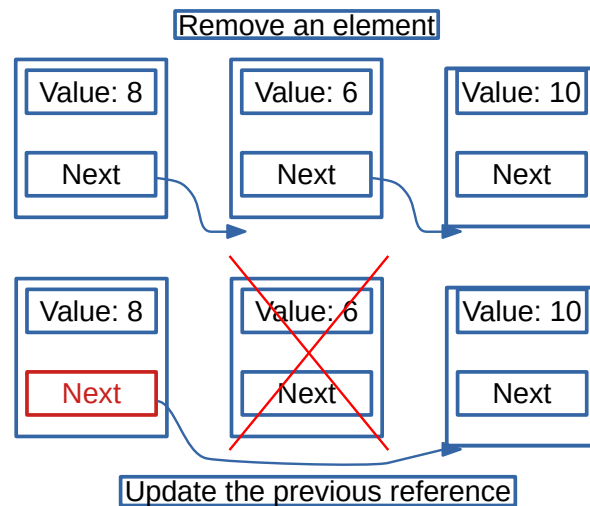 Remove an element
Value: 8
Value: 6
Value: 10
Next
Next
Next
Value: 8
Value: 6
Value: 10
Next
Next
Next
Update the previous reference